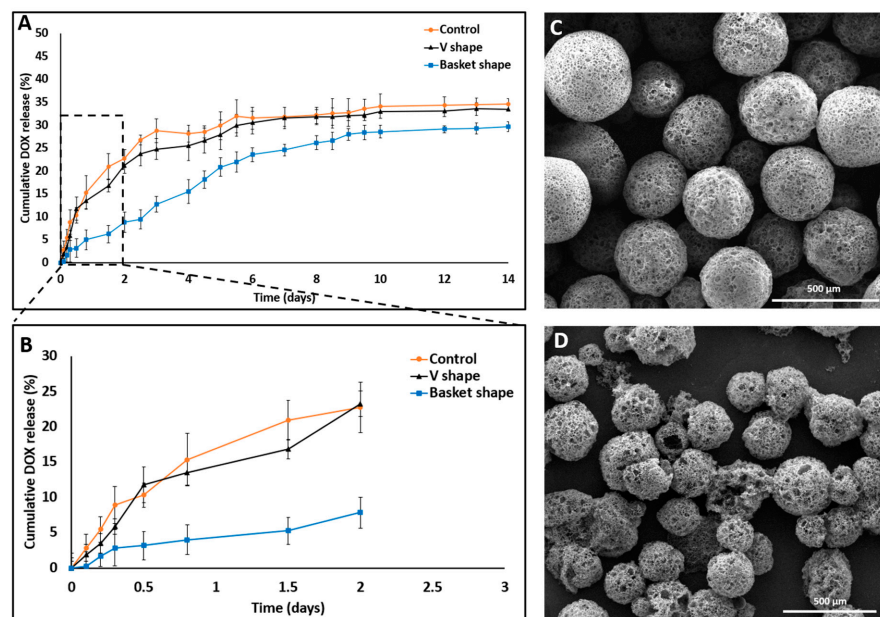 A
Cumulative DOX release (%)
50
45
40
35
30
25
20
15
10
5
0
Control
V shape
Basket shape
0 2 4 6 8 10 12 14
Time (days)
B
Cumulative DOX release (%)
30
25
20
15
10
5
0
Control
V shape
Basket shape
0 0.5 1 1.5 2 2.5 3
Time (days)
C
500 µm
D
500 µm